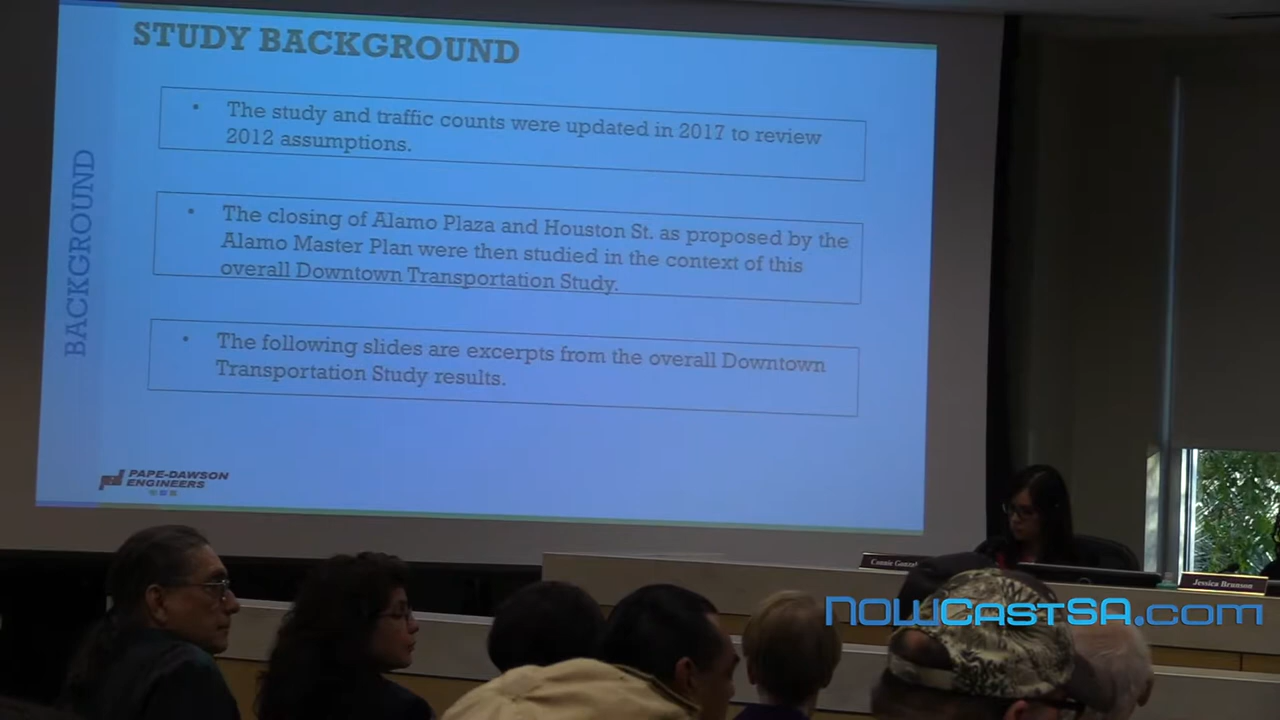 STUDY BACKGROUND
• The study and traffic counts were updated in 2017 to review
2012 assumptions.
• The closing of Alamo Plaza and Houston St. as proposed by the
Alamo Master Plan were then studied in the context of this
overall Downtown Transportation Study.
• The following slides are excerpts from the overall Downtown
Transportation Study results.
BACKGROUND
PAPE-DAWSON
ENGINEERS
Connie
Jessica Brunson
NOWCastSA.com